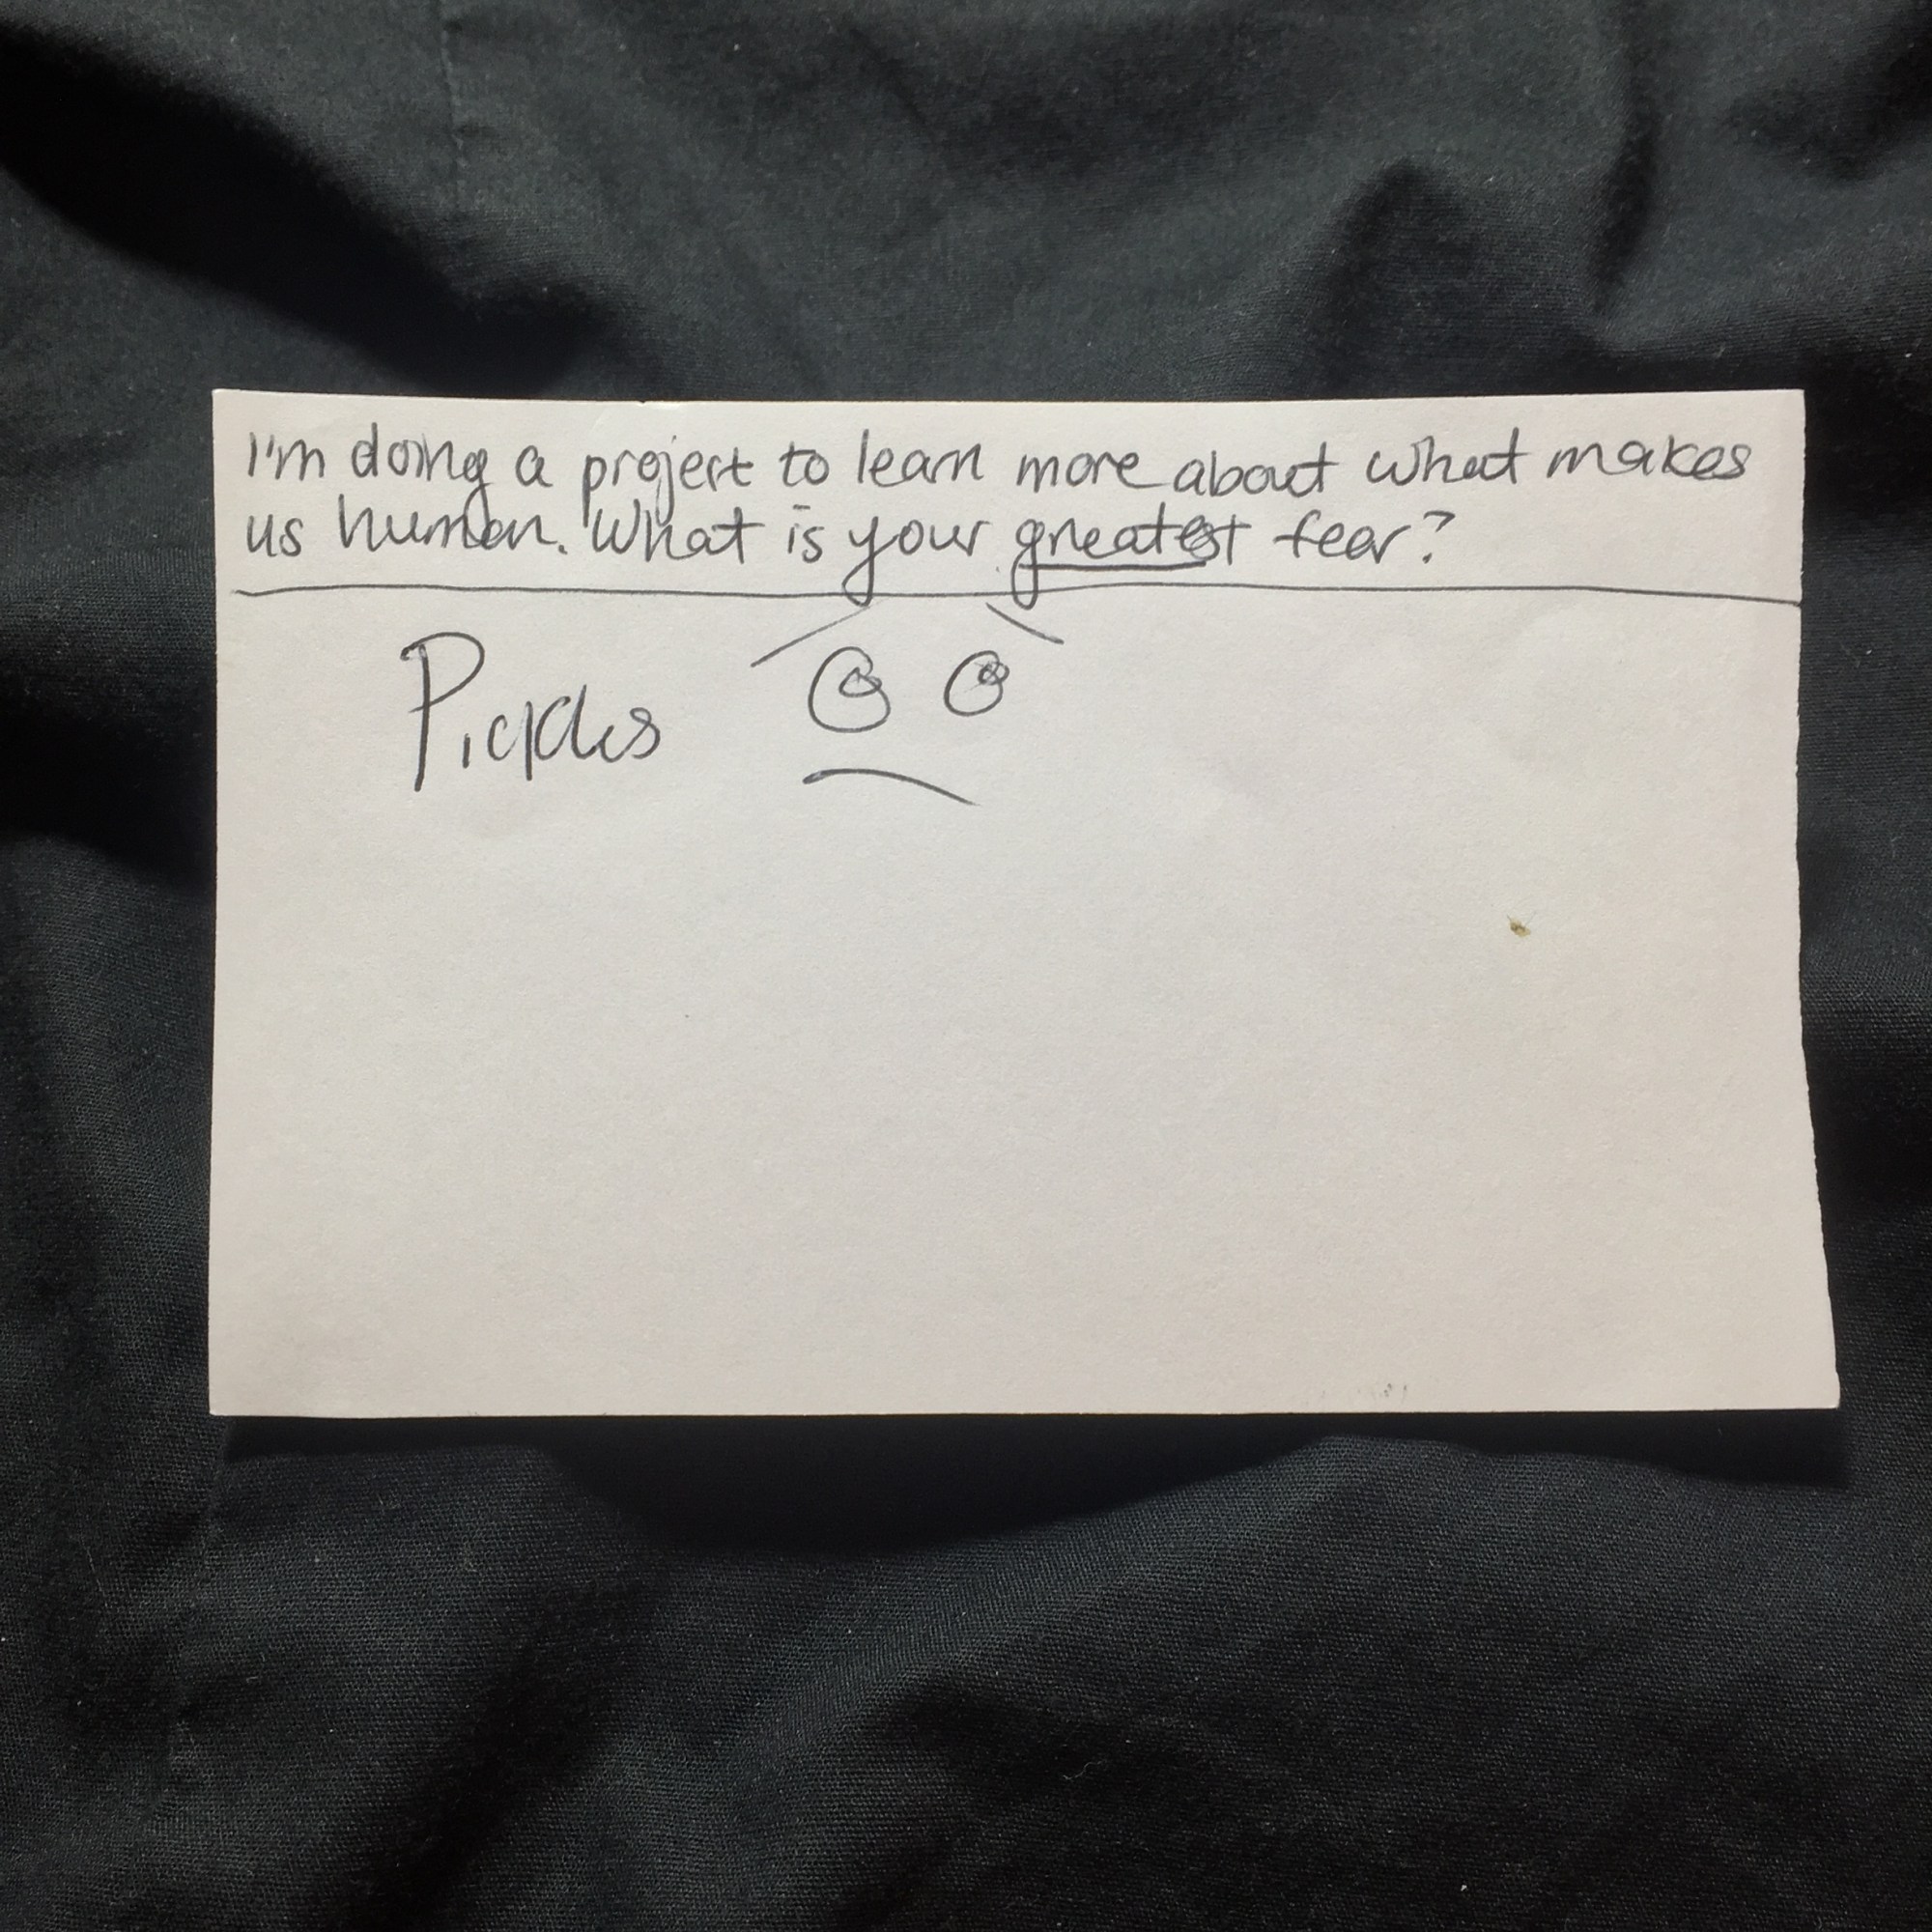 I'm doing a project to learn more about what makes
us human. What is your greatest fear?
Pickles